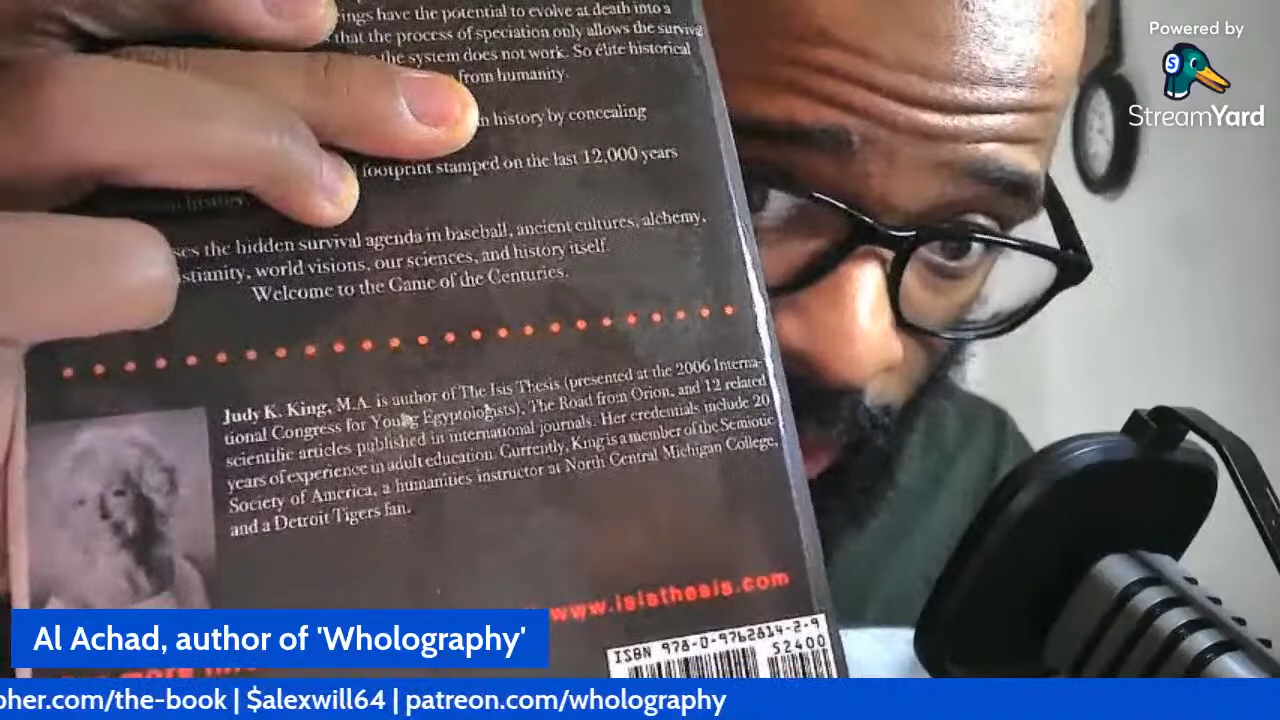 Powered by
StreamYard
ings have the potential to evolve at death into a
that the process of speciation only allows the survival
the system does not work. So élite historical
from humanity.
n history by concealing
footprint stamped on the last 12,000 years
history.
ses the hidden survival agenda in baseball, ancient cultures, alchemy,
stianity, world visions, our sciences, and history itself.
Welcome to the Game of the Centuries.
Judy K. King, M.A. is author of The Isis Thesis (presented at the 2006 Interna-
tional Congress for Young Egyptologists), The Road from Orion, and 12 related
scientific articles published in international journals. Her credentials include 20
years of experience in adult education. Currently, King is a member of the Semiotic
Society of America, a humanities instructor at North Central Michigan College,
and a Detroit Tigers fan.
www.isisthesis.com
ISBN 978-0-9762814-2-9
52400
Al Achad, author of 'Wholography'
pher.com/the-book | $alexwill64 | patreon.com/wholography